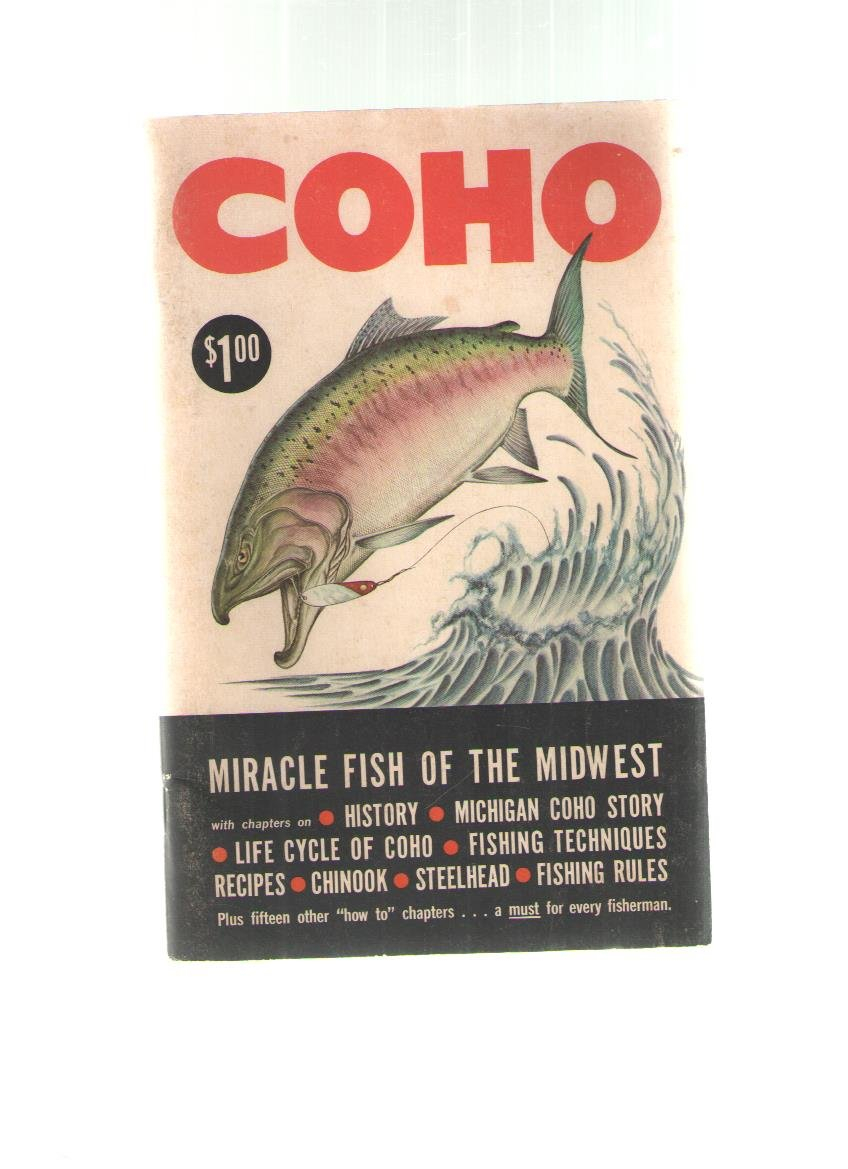 COHO
$1.00
MIRACLE FISH OF THE MIDWEST
with chapters on ● HISTORY ● MICHIGAN COHO STORY
● LIFE CYCLE OF COHO ● FISHING TECHNIQUES
RECIPES ● CHINOOK ● STEELHEAD ● FISHING RULES
Plus fifteen other "how to" chapters . . . a must for every fisherman.